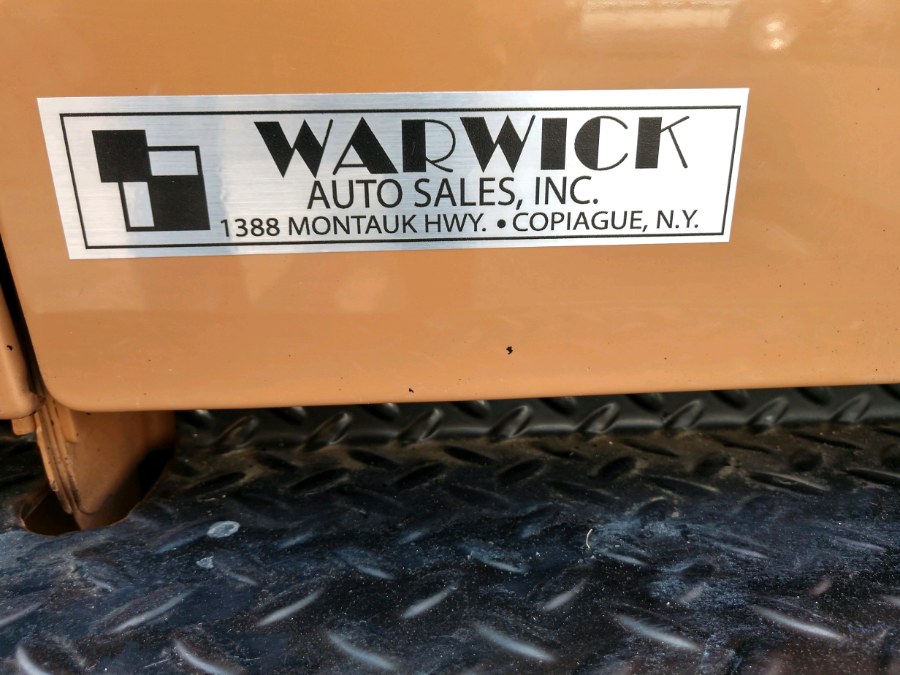 WARWICK
AUTO SALES, INC.
1388 MONTAUK HWY. • COPIAGUE, N.Y.